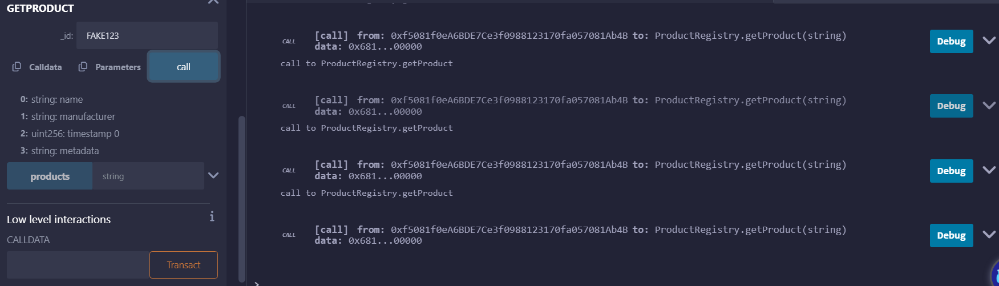 GETPRODUCT
_id: FAKE123
Calldata Parameters call
0: string: name
1: string: manufacturer
2: uint256: timestamp 0
3: string: metadata
products string
Low level interactions i
CALLDATA
Transact
CALL [call] from: 0xf5081f0eA6BDE7Ce3f0988123170fa057081Ab4B to: ProductRegistry.getProduct(string) Debug
data: 0x681...00000
call to ProductRegistry.getProduct
CALL [call] from: 0xf5081f0eA6BDE7Ce3f0988123170fa057081Ab4B to: ProductRegistry.getProduct(string) Debug
data: 0x681...00000
call to ProductRegistry.getProduct
CALL [call] from: 0xf5081f0eA6BDE7Ce3f0988123170fa057081Ab4B to: ProductRegistry.getProduct(string) Debug
data: 0x681...00000
call to ProductRegistry.getProduct
CALL [call] from: 0xf5081f0eA6BDE7Ce3f0988123170fa057081Ab4B to: ProductRegistry.getProduct(string) Debug
data: 0x681...00000
>